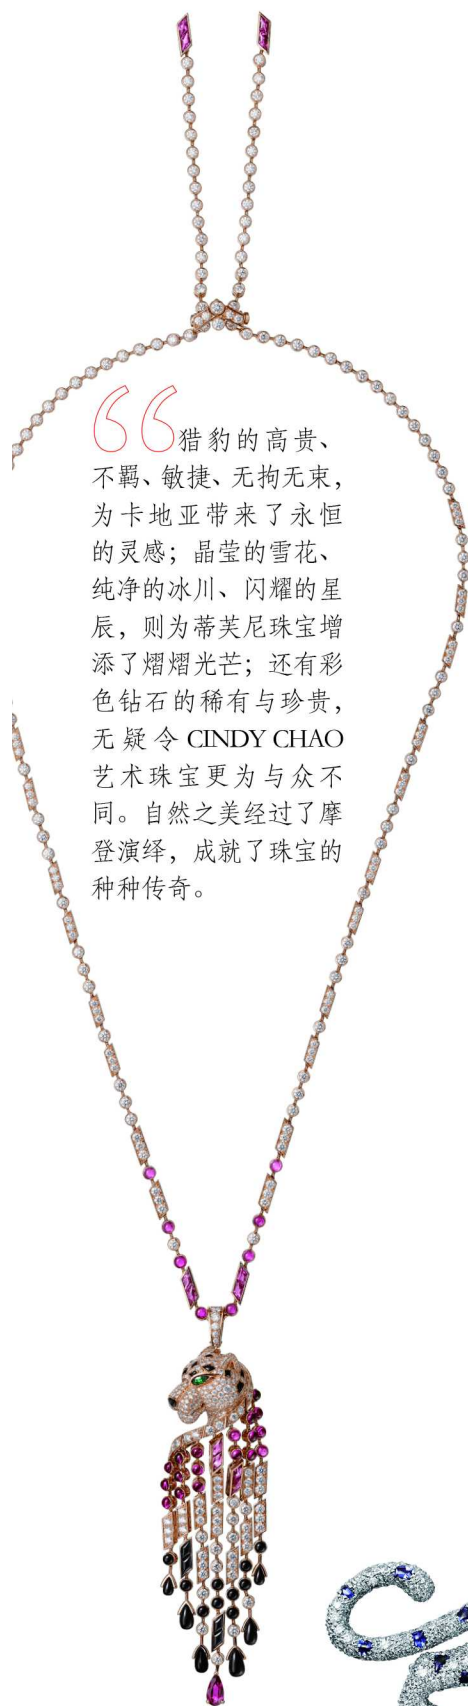 猎豹的高贵、
不羁、敏捷、无拘无束，
为卡地亚带来了永恒
的灵感；晶莹的雪花、
纯净的冰川、闪耀的星
辰，则为蒂芙尼珠宝增
添了熠熠光芒；还有彩
色钻石的稀有与珍贵，
无疑令 CINDY CHAO
艺术珠宝更为与众不
同。自然之美经过了摩
登演绎，成就了珠宝的
种种传奇。